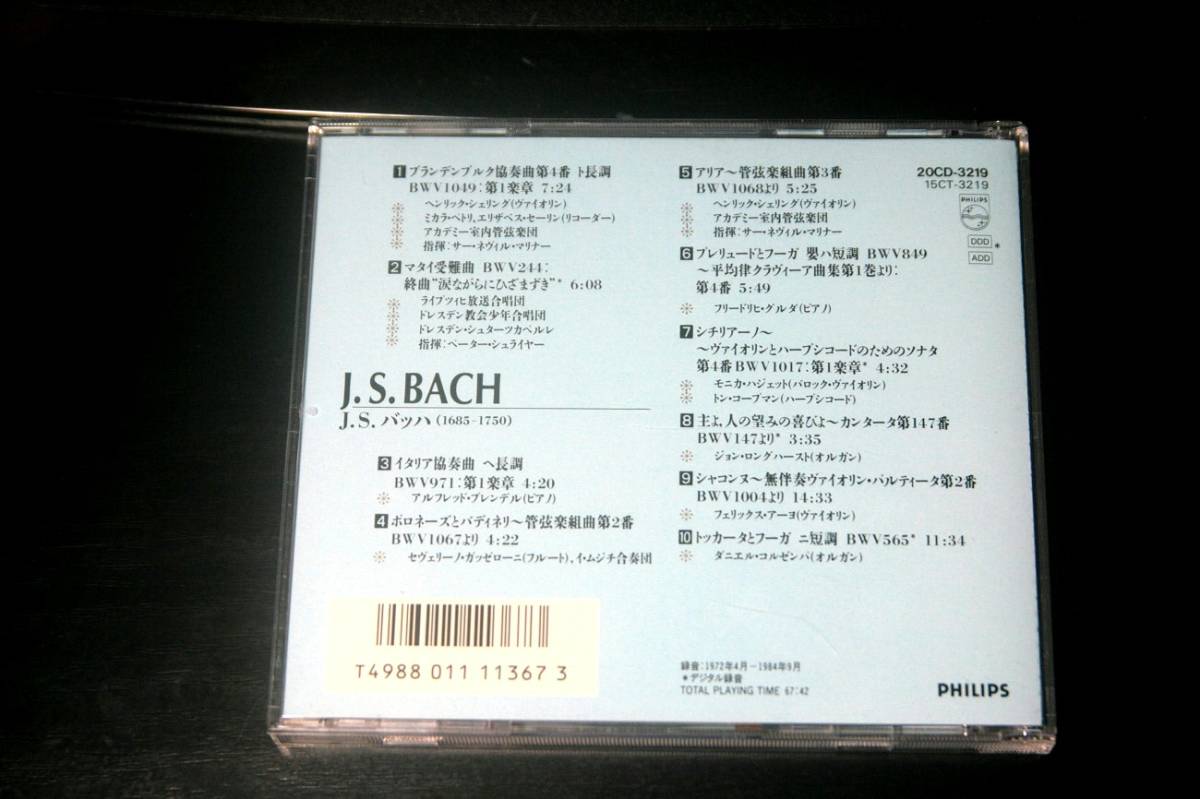 1 ブランデンブルク協奏曲第4番 ト長調
BWV1049:第1楽章 7:24
ヘンリック・シェリング(ヴァイオリン)
ミカラ・ペトリ,エリザベス・セーリン(リコーダー)
アカデミー室内管弦楽団
指揮:サー・ネヴィル・マリナー
2 マタイ受難曲 BWV244:
終曲“涙ながらにひざまずき”* 6:08
ライプツィヒ放送合唱団
ドレスデン教会少年合唱団
ドレスデン・シュターツカペルレ
指揮:ペーター・シュライヤー
J.S.BACH
J.S. バッハ (1685-1750)
3 イタリア協奏曲 ヘ長調
BWV971:第1楽章 4:20
アルフレッド・ブレンデル(ピアノ)
4 ポロネーズとバディネリ〜管弦楽組曲第2番
BWV1067より 4:22
セヴェリーノ・ガッゼローニ(フルート),イ・ムジチ合奏団
5 アリア〜管弦楽組曲第3番
BWV1068より 5:25
ヘンリック・シェリング(ヴァイオリン)
アカデミー室内管弦楽団
指揮:サー・ネヴィル・マリナー
6 プレリュードとフーガ 嬰ハ短調 BWV849
〜平均律クラヴィーア曲集第1巻より:
第4番 5:49
フリードリヒ・グルダ(ピアノ)
7 シチリアーノ〜
〜ヴァイオリンとハープシコードのためのソナタ
第4番BWV1017:第1楽章* 4:32
モニカ・ハジェット(バロック・ヴァイオリン)
トン・コープマン(ハープシコード)
8 主よ,人の望みの喜びよ〜カンタータ第147番
BWV147より* 3:35
ジョン・ロングハースト(オルガン)
9 シャコンヌ〜無伴奏ヴァイオリン・パルティータ第2番
BWV1004より 14:33
フェリックス・アーヨ(ヴァイオリン)
10 トッカータとフーガ ニ短調 BWV565* 11:34
ダニエル・コルゼンパ(オルガン)
20CD-3219
15CT-3219
PHILIPS
DDD *
ADD
T4988 011 11367 3
録音:1972年4月-1984年9月
*デジタル録音
TOTAL PLAYING TIME 67:42
PHILIPS